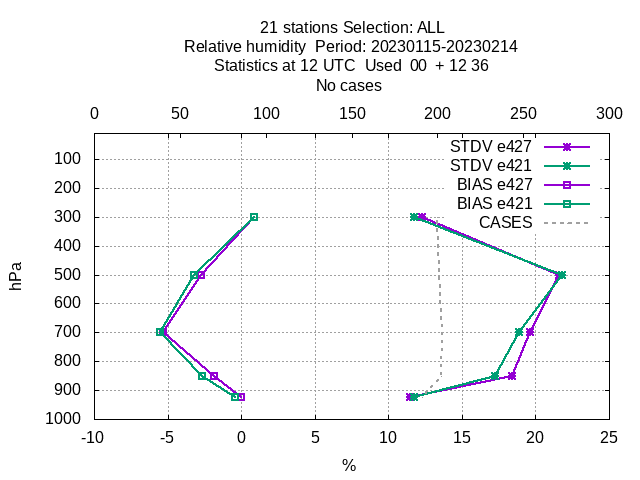 21 stations Selection: ALL
Relative humidity  Period: 20230115-20230214
Statistics at 12 UTC  Used  00  + 12 36
No cases
0 50 100 150 200 250 300
STDV e427
STDV e421
BIAS e427
BIAS e421
CASES
100
200
300
400
500
600
700
800
900
1000
hPa
-10 -5 0 5 10 15 20 25
%